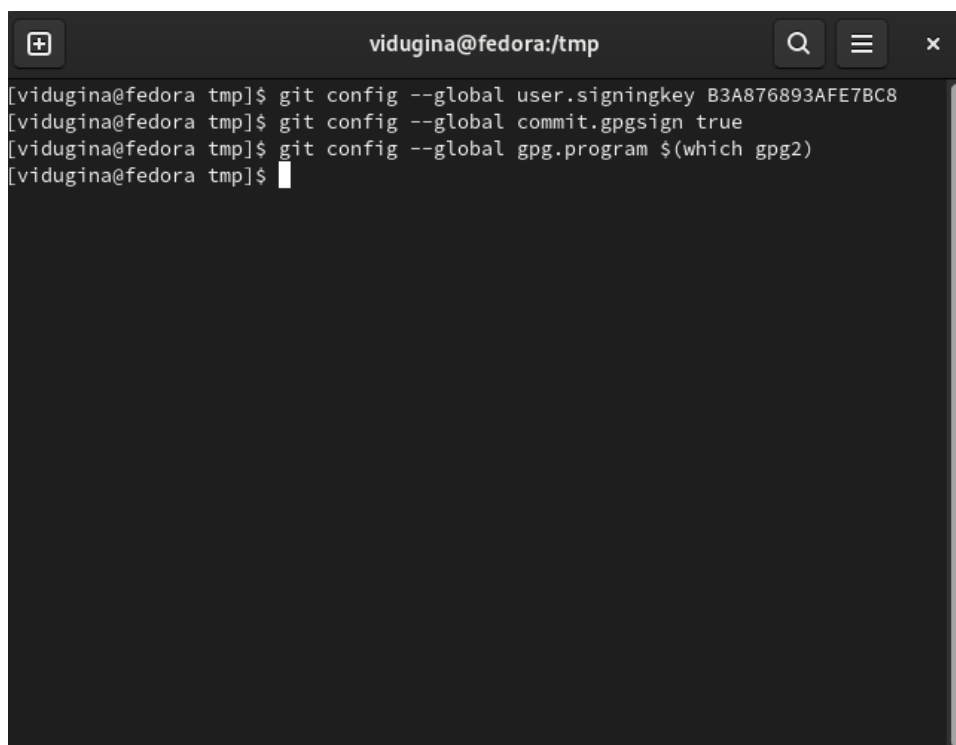 vidugina@fedora:/tmp
[vidugina@fedora tmp]$ git config --global user.signingkey B3A876893AFE7BC8
[vidugina@fedora tmp]$ git config --global commit.gpgsign true
[vidugina@fedora tmp]$ git config --global gpg.program $(which gpg2)
[vidugina@fedora tmp]$